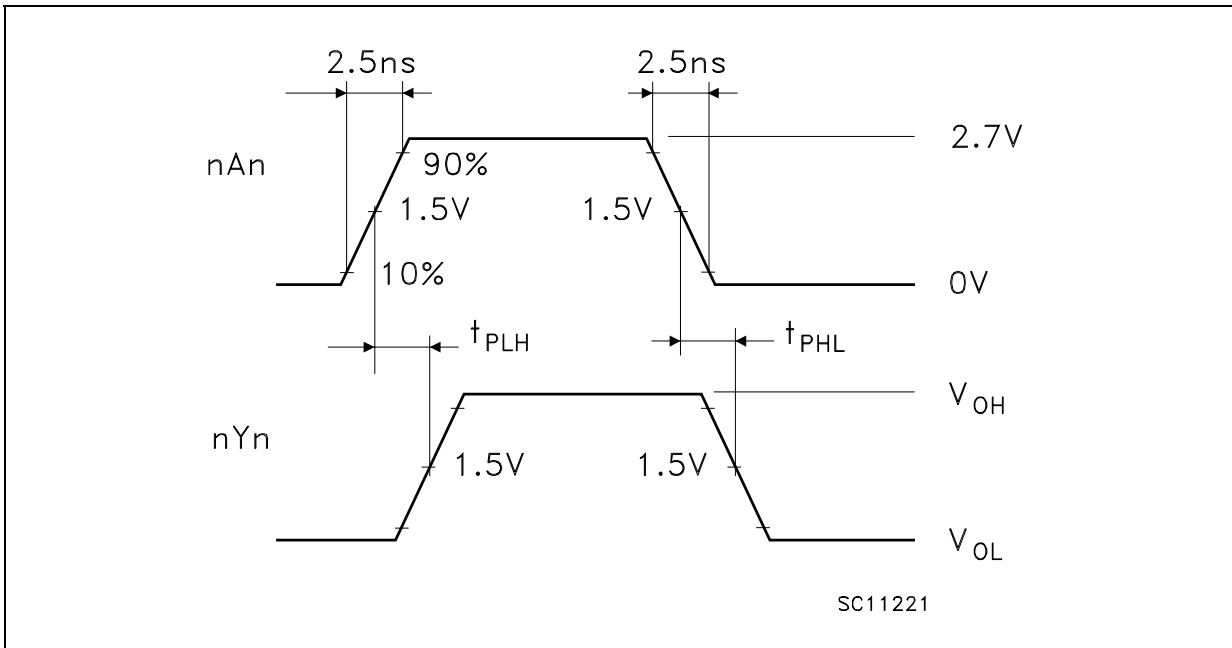 2.5ns 2.5ns
2.7V
nAn
90%
1.5V 1.5V
10%
0V
tPLH tPHL
VOH
nYn
1.5V 1.5V
VOL
SC11221